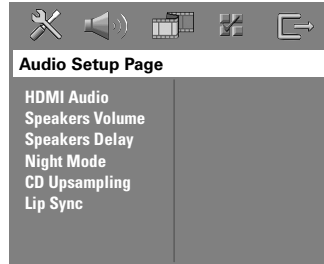 Audio Setup Page
HDMI Audio
Speakers Volume
Speakers Delay
Night Mode
CD Upsampling
Lip Sync